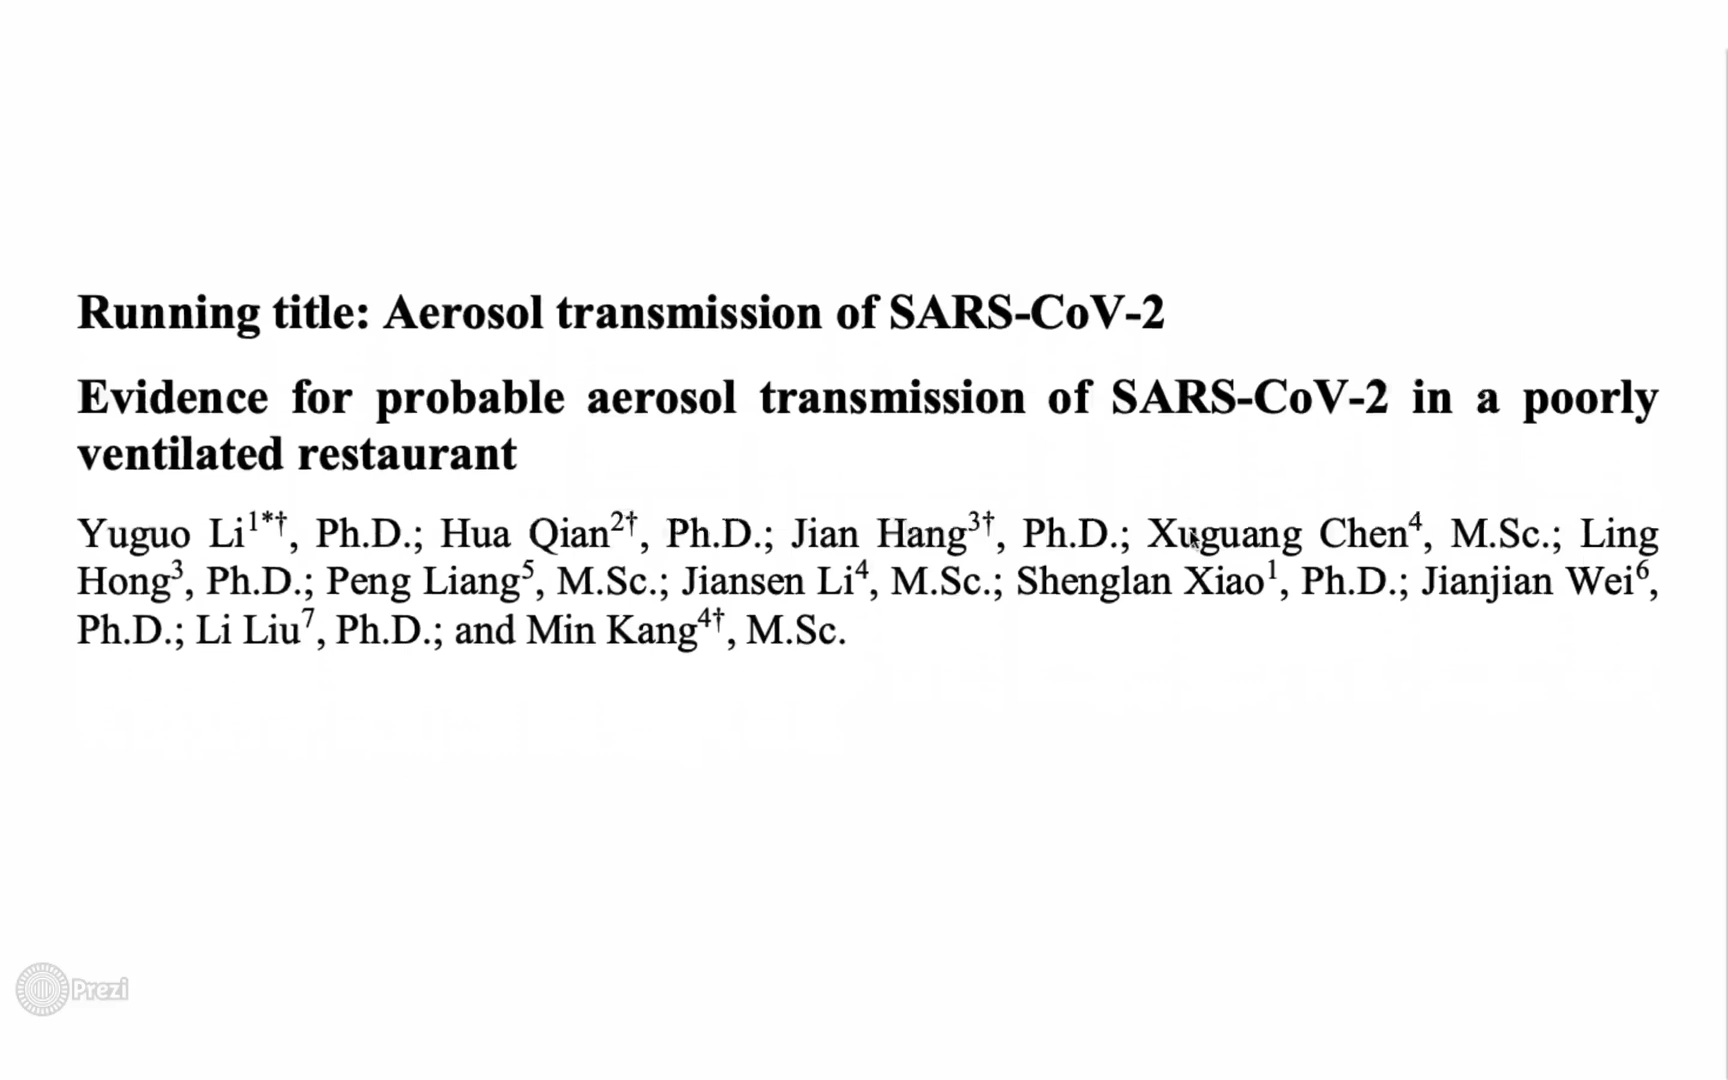 Running title: Aerosol transmission of SARS-CoV-2
Evidence for probable aerosol transmission of SARS-CoV-2 in a poorly
ventilated restaurant
Yuguo Li¹*†, Ph.D.; Hua Qian²†, Ph.D.; Jian Hang³†, Ph.D.; Xuguang Chen⁴, M.Sc.; Ling
Hong³, Ph.D.; Peng Liang⁵, M.Sc.; Jiansen Li⁴, M.Sc.; Shenglan Xiao¹, Ph.D.; Jianjian Wei⁶,
Ph.D.; Li Liu⁷, Ph.D.; and Min Kang⁴†, M.Sc.
Prezi